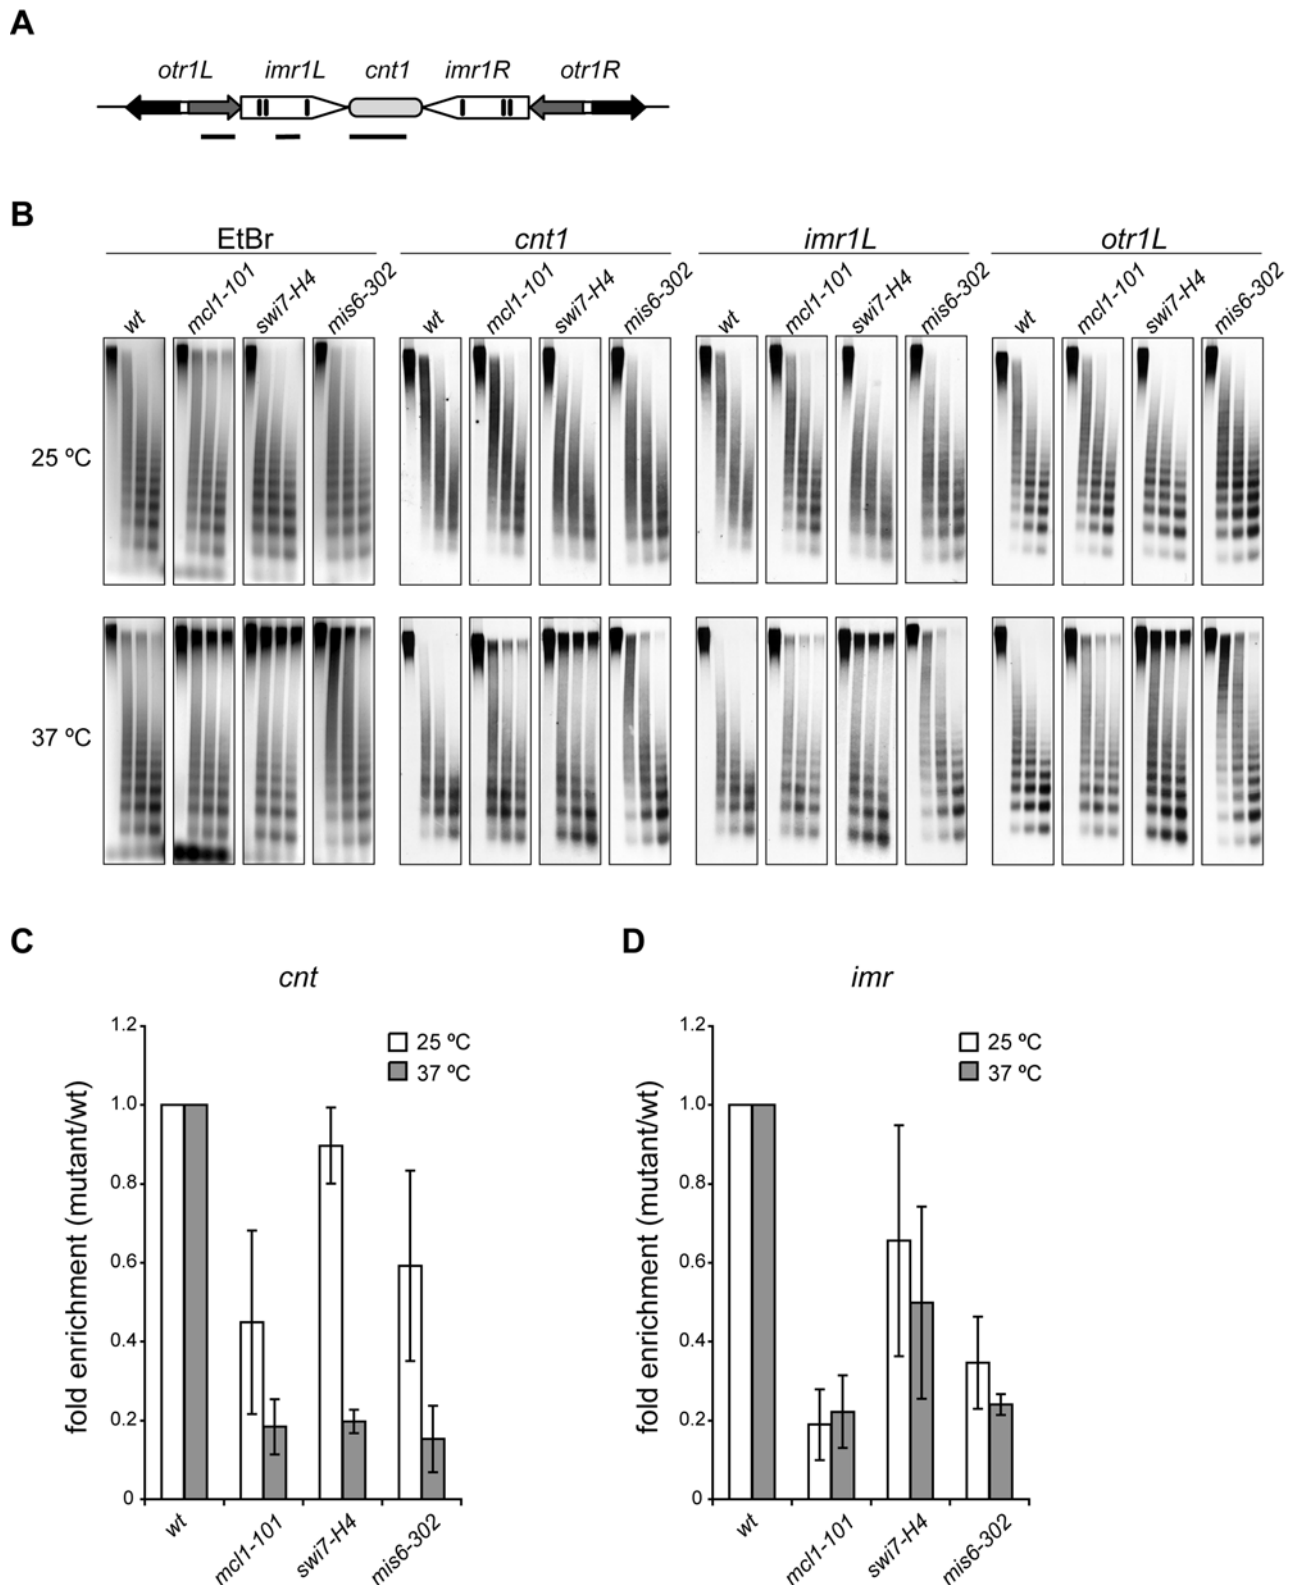 A
otr1L imr1L cnt1 imr1R otr1R
B
EtBr cnt1 imr1L otr1L
wt mcl1-101 swi7-H4 mis6-302 wt mcl1-101 swi7-H4 mis6-302 wt mcl1-101 swi7-H4 mis6-302 wt mcl1-101 swi7-H4 mis6-302
25 ºC
37 ºC
C
cnt
fold enrichment (mutant/wt)
1.2
1.0
0.8
0.6
0.4
0.2
0
25 ºC
37 ºC
wt mcl1-101 swi7-H4 mis6-302
D
imr
fold enrichment (mutant/wt)
1.2
1.0
0.8
0.6
0.4
0.2
0
25 ºC
37 ºC
wt mcl1-101 swi7-H4 mis6-302